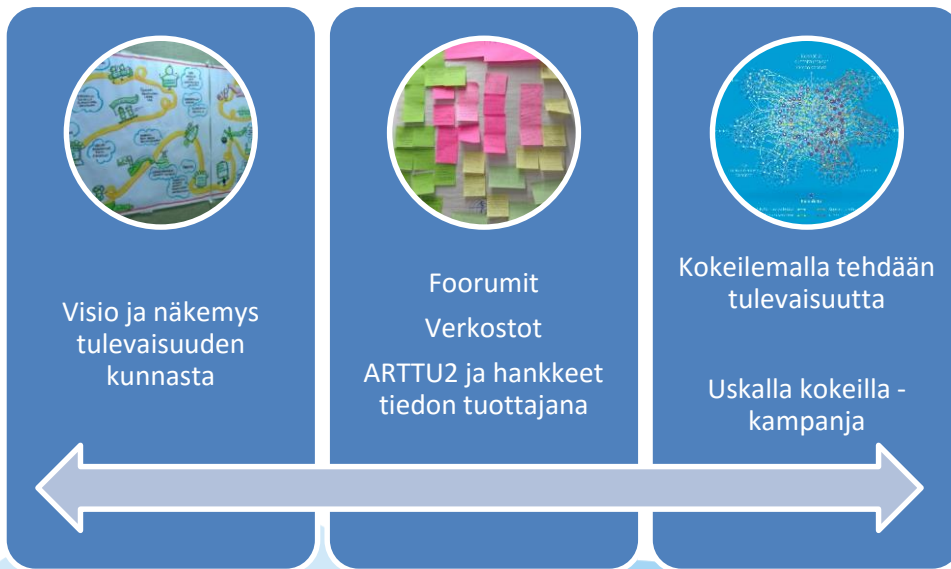 Visio ja näkemys
tulevaisuuden
kunnasta
Foorumit
Verkostot
ARTTU2 ja hankkeet
tiedon tuottajana
Kokeilemalla tehdään
tulevaisuutta
Uskalla kokeilla -
kampanja